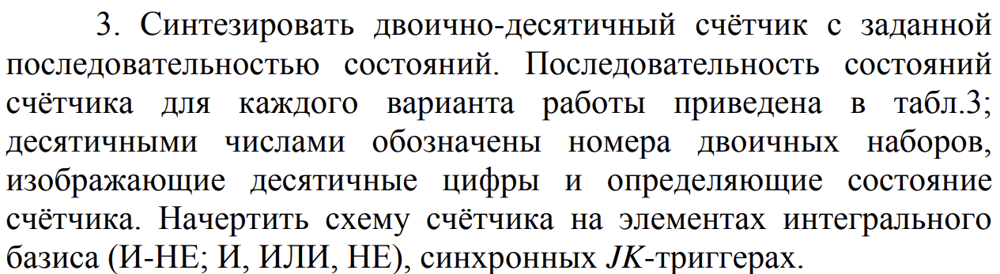 3. Синтезировать двоично-десятичный счётчик с заданной
последовательностью состояний. Последовательность состояний
счётчика для каждого варианта работы приведена в табл.3;
десятичными числами обозначены номера двоичных наборов,
изображающие десятичные цифры и определяющие состояние
счётчика. Начертить схему счётчика на элементах интегрального
базиса (И-НЕ; И, ИЛИ, НЕ), синхронных JK-триггерах.